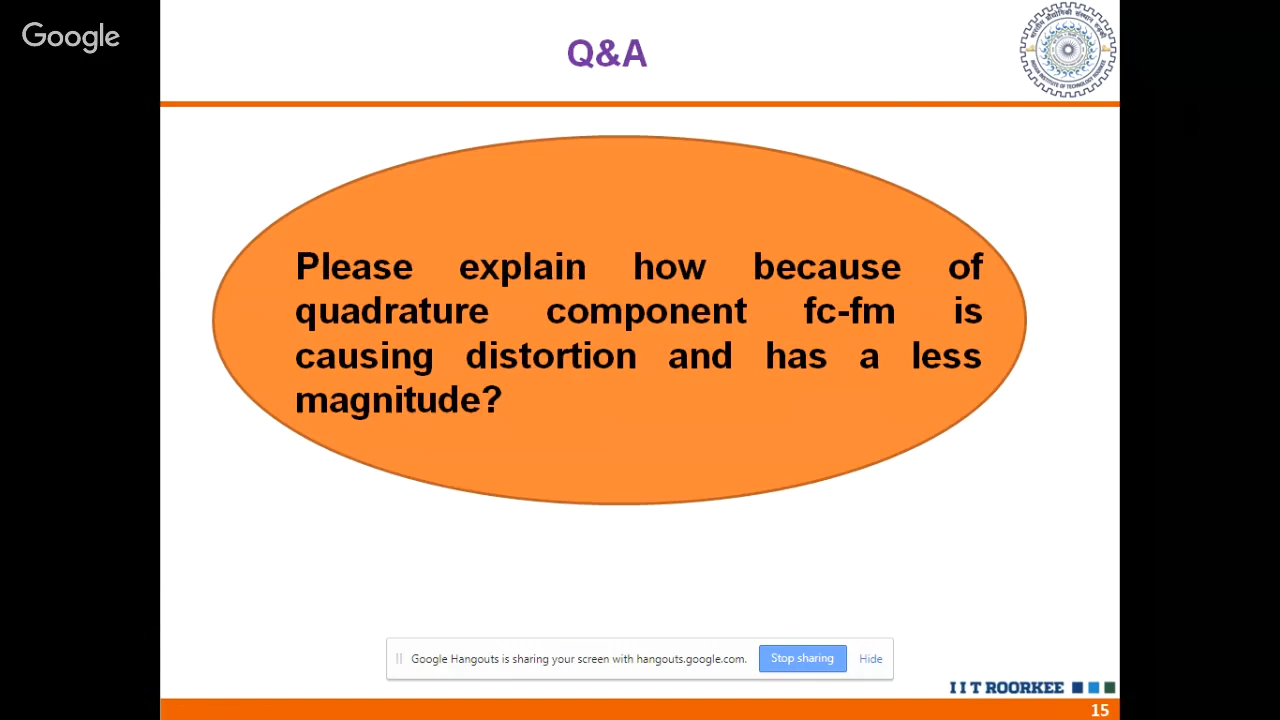 Google
Q&A
Please explain how because of
quadrature component fc-fm is
causing distortion and has a less
magnitude?
Google Hangouts is sharing your screen with hangouts.google.com.
Stop sharing
Hide
I I T ROORKEE
15